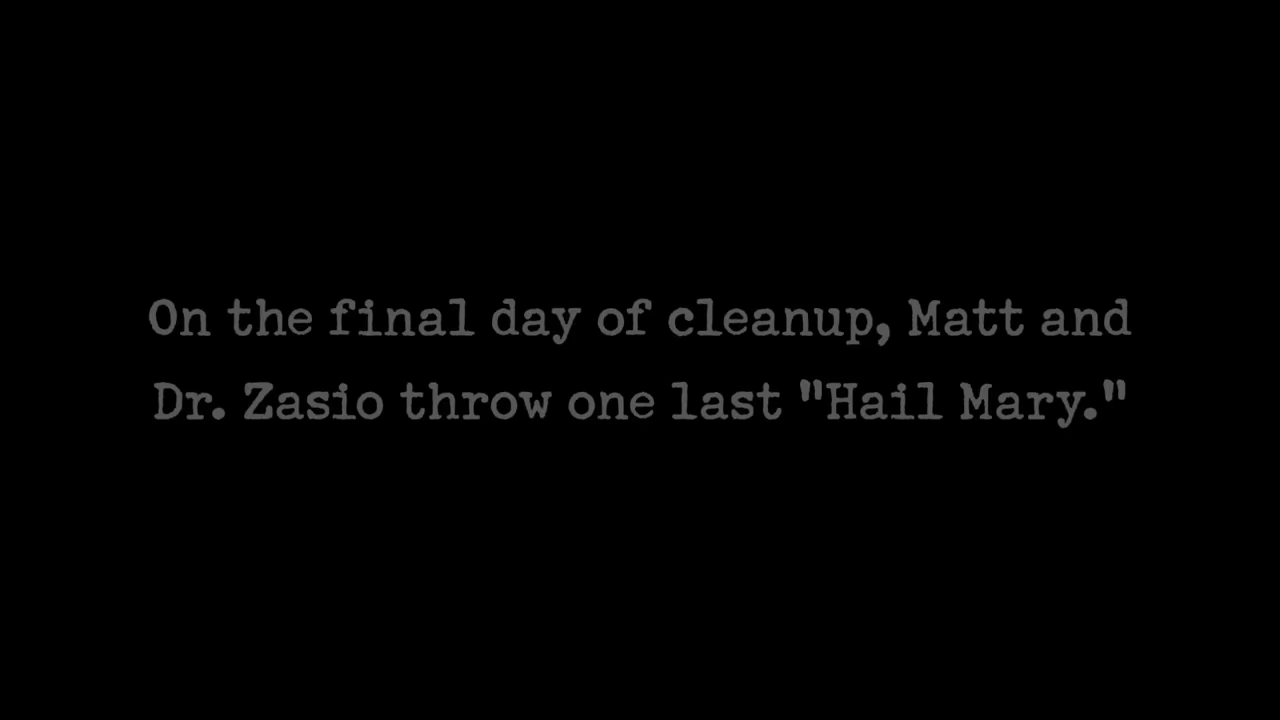 On the final day of cleanup, Matt and
Dr. Zasio throw one last "Hail Mary."